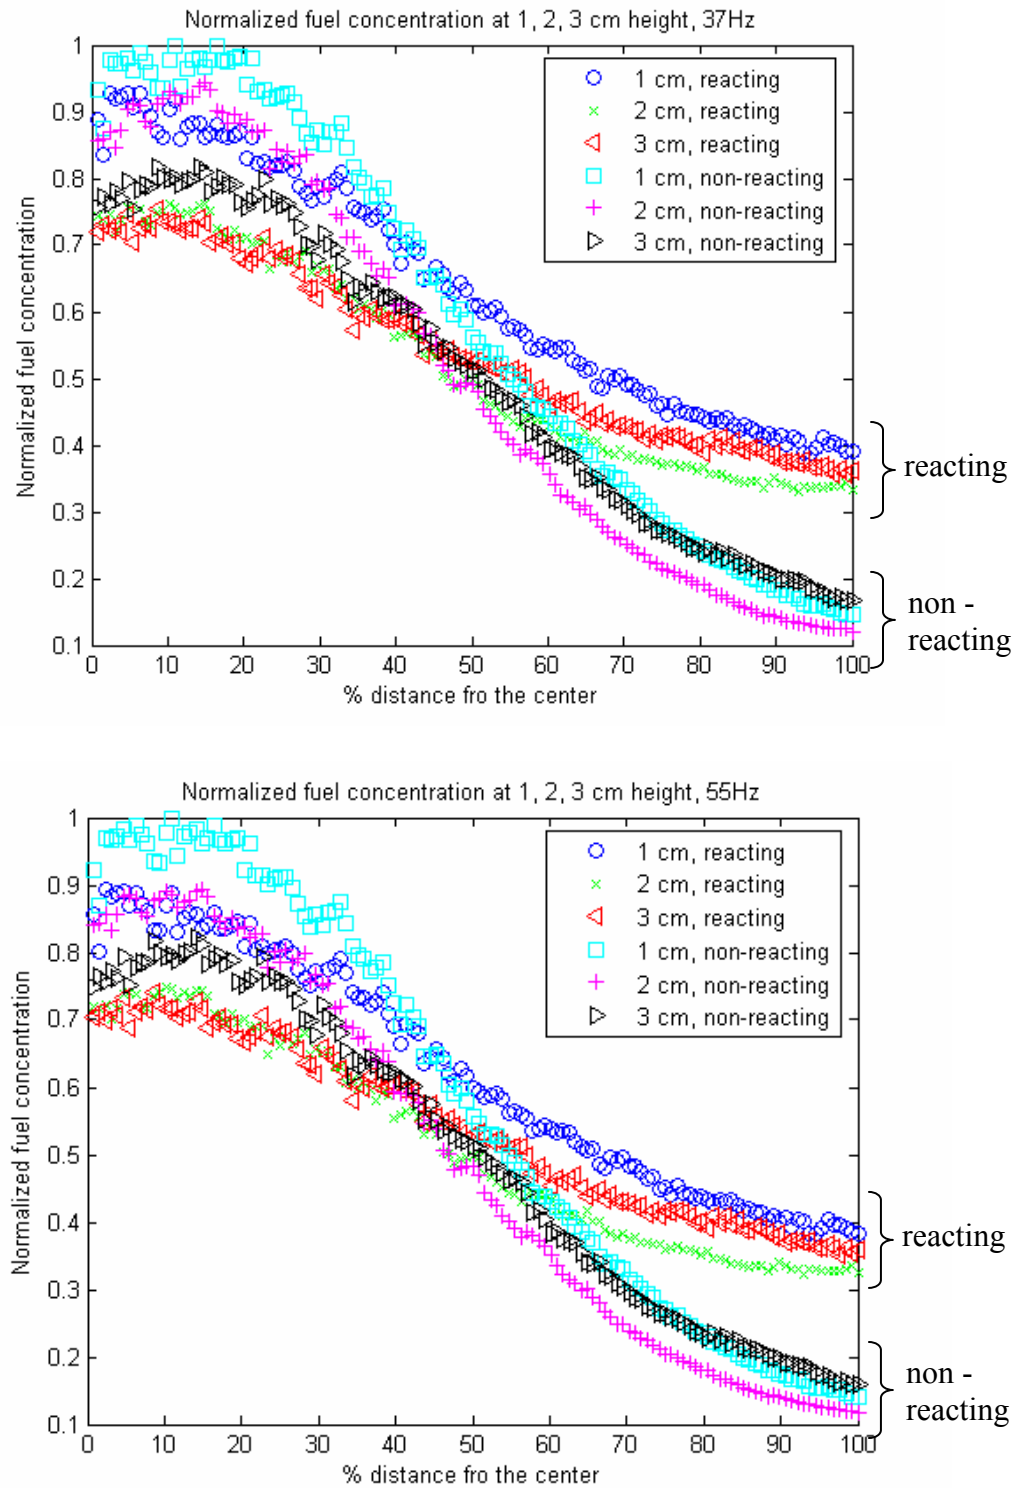 Normalized fuel concentration at 1, 2, 3 cm height, 37Hz
1
0.9
0.8
0.7
0.6
0.5
0.4
0.3
0.2
0.1
Normalized fuel concentration
1 cm, reacting
2 cm, reacting
3 cm, reacting
1 cm, non-reacting
2 cm, non-reacting
3 cm, non-reacting
reacting
non -
reacting
0 10 20 30 40 50 60 70 80 90 100
% distance fro the center
Normalized fuel concentration at 1, 2, 3 cm height, 55Hz
1
0.9
0.8
0.7
0.6
0.5
0.4
0.3
0.2
0.1
Normalized fuel concentration
1 cm, reacting
2 cm, reacting
3 cm, reacting
1 cm, non-reacting
2 cm, non-reacting
3 cm, non-reacting
reacting
non -
reacting
0 10 20 30 40 50 60 70 80 90 100
% distance fro the center